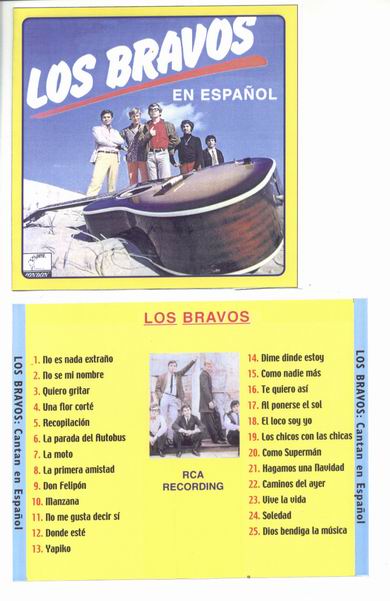 LOS BRAVOS
EN ESPAÑOL
LONDON
LOS BRAVOS
LOS BRAVOS: Cantan en Español
1. No es nada extraño
2. No se mi nombre
3. Quiero gritar
4. Una flor corté
5. Recopilación
6. La parada del Autobus
7. La moto
8. La primera amistad
9. Don Felipón
10. Manzana
11. No me gusta decir sí
12. Donde esté
13. Yapiko
RCA
RECORDING
14. Dime dinde estoy
15. Como nadie más
16. Te quiero así
17. Al ponerse el sol
18. El loco soy yo
19. Los chicos con las chicas
20. Como Supermán
21. Hagamos una Navidad
22. Caminos del ayer
23. Vive la vida
24. Soledad
25. Dios bendiga la música
LOS BRAVOS: Cantan en Español